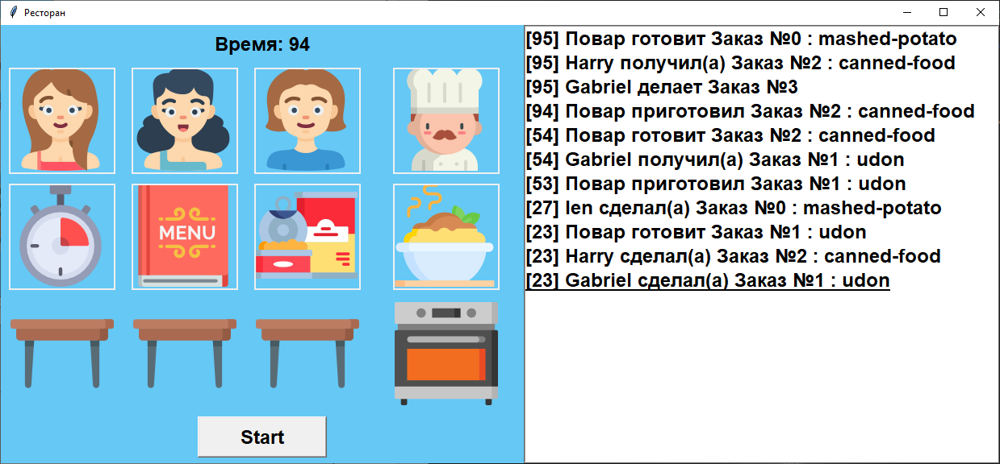 Ресторан
Время: 94
MENU
Start
[95] Повар готовит Заказ №0 : mashed-potato
[95] Harry получил(а) Заказ №2 : canned-food
[95] Gabriel делает Заказ №3
[94] Повар приготовил Заказ №2 : canned-food
[54] Повар готовит Заказ №2 : canned-food
[54] Gabriel получил(а) Заказ №1 : udon
[53] Повар приготовил Заказ №1 : udon
[27] Ien сделал(а) Заказ №0 : mashed-potato
[23] Повар готовит Заказ №1 : udon
[23] Harry сделал(а) Заказ №2 : canned-food
[23] Gabriel сделал(а) Заказ №1 : udon